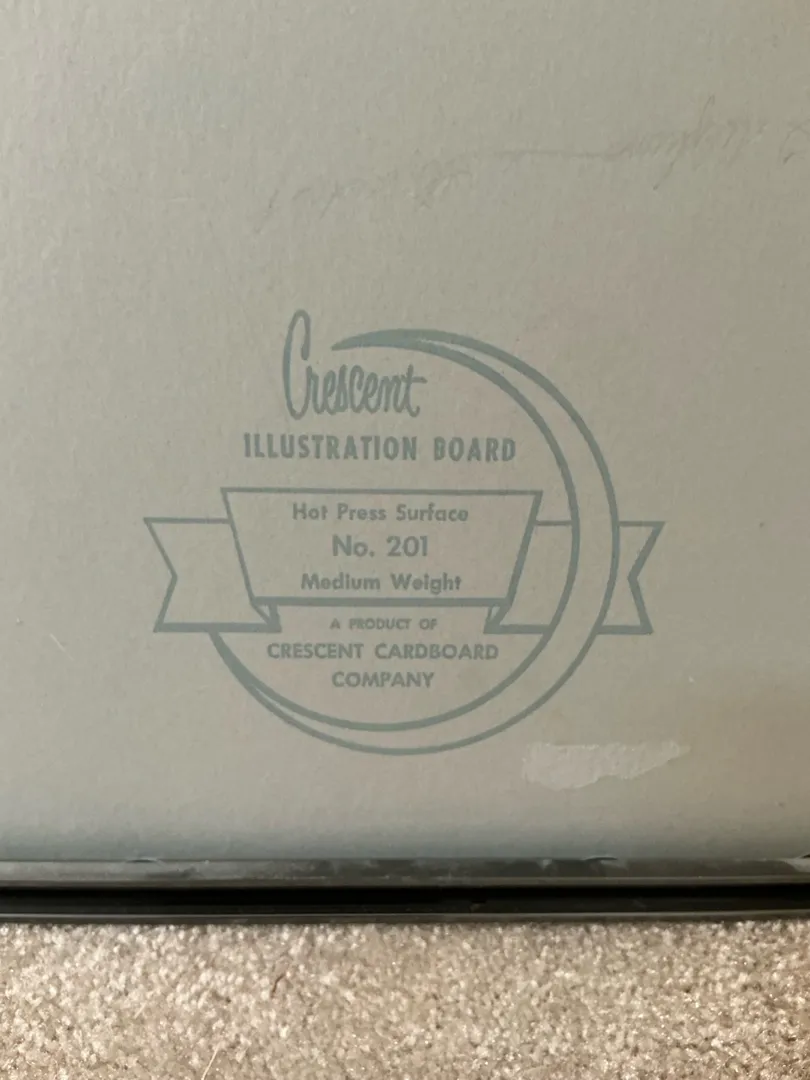 Crescent
ILLUSTRATION BOARD
Hot Press Surface
No. 201
Medium Weight
A PRODUCT OF
CRESCENT CARDBOARD
COMPANY